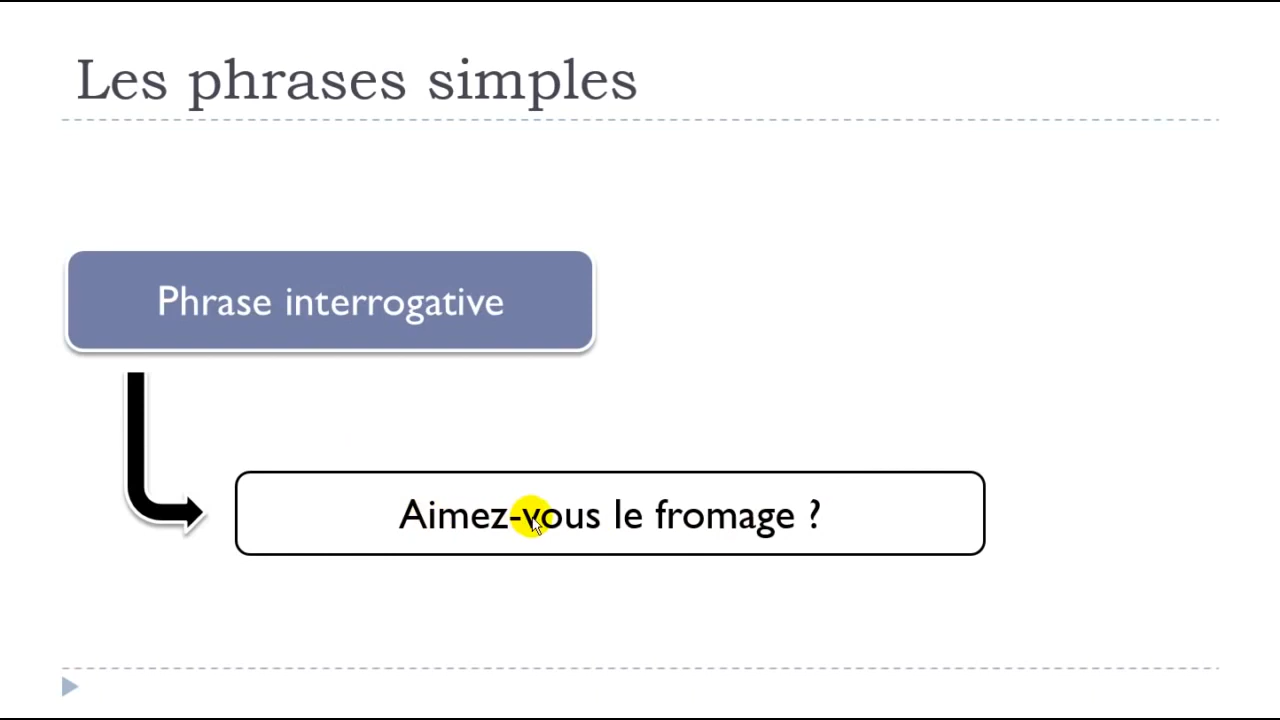 Les phrases simples
Phrase interrogative
Aimez-vous le fromage ?